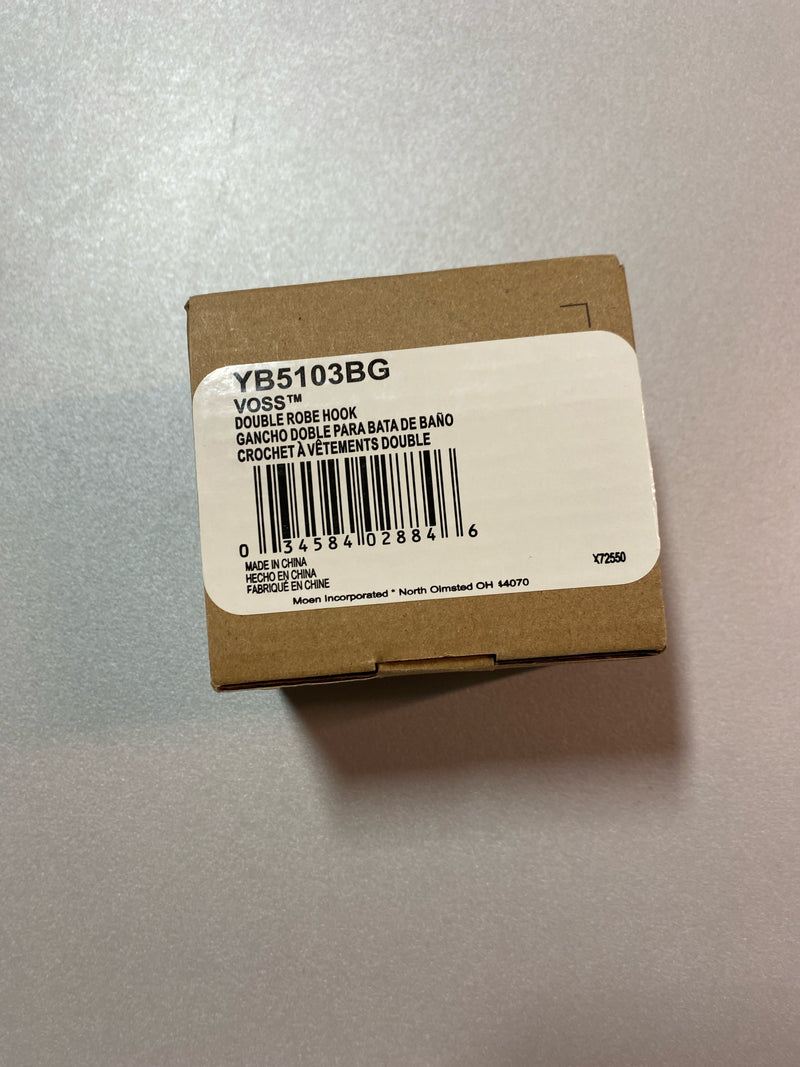 YB5103BG
VOSS™
DOUBLE ROBE HOOK
GANCHO DOBLE PARA BATA DE BAÑO
CROCHET À VÊTEMENTS DOUBLE
0 34584 02884 6
MADE IN CHINA
HECHO EN CHINA
FABRIQUÉ EN CHINE
X72550
Moen Incorporated * North Olmsted OH 44070